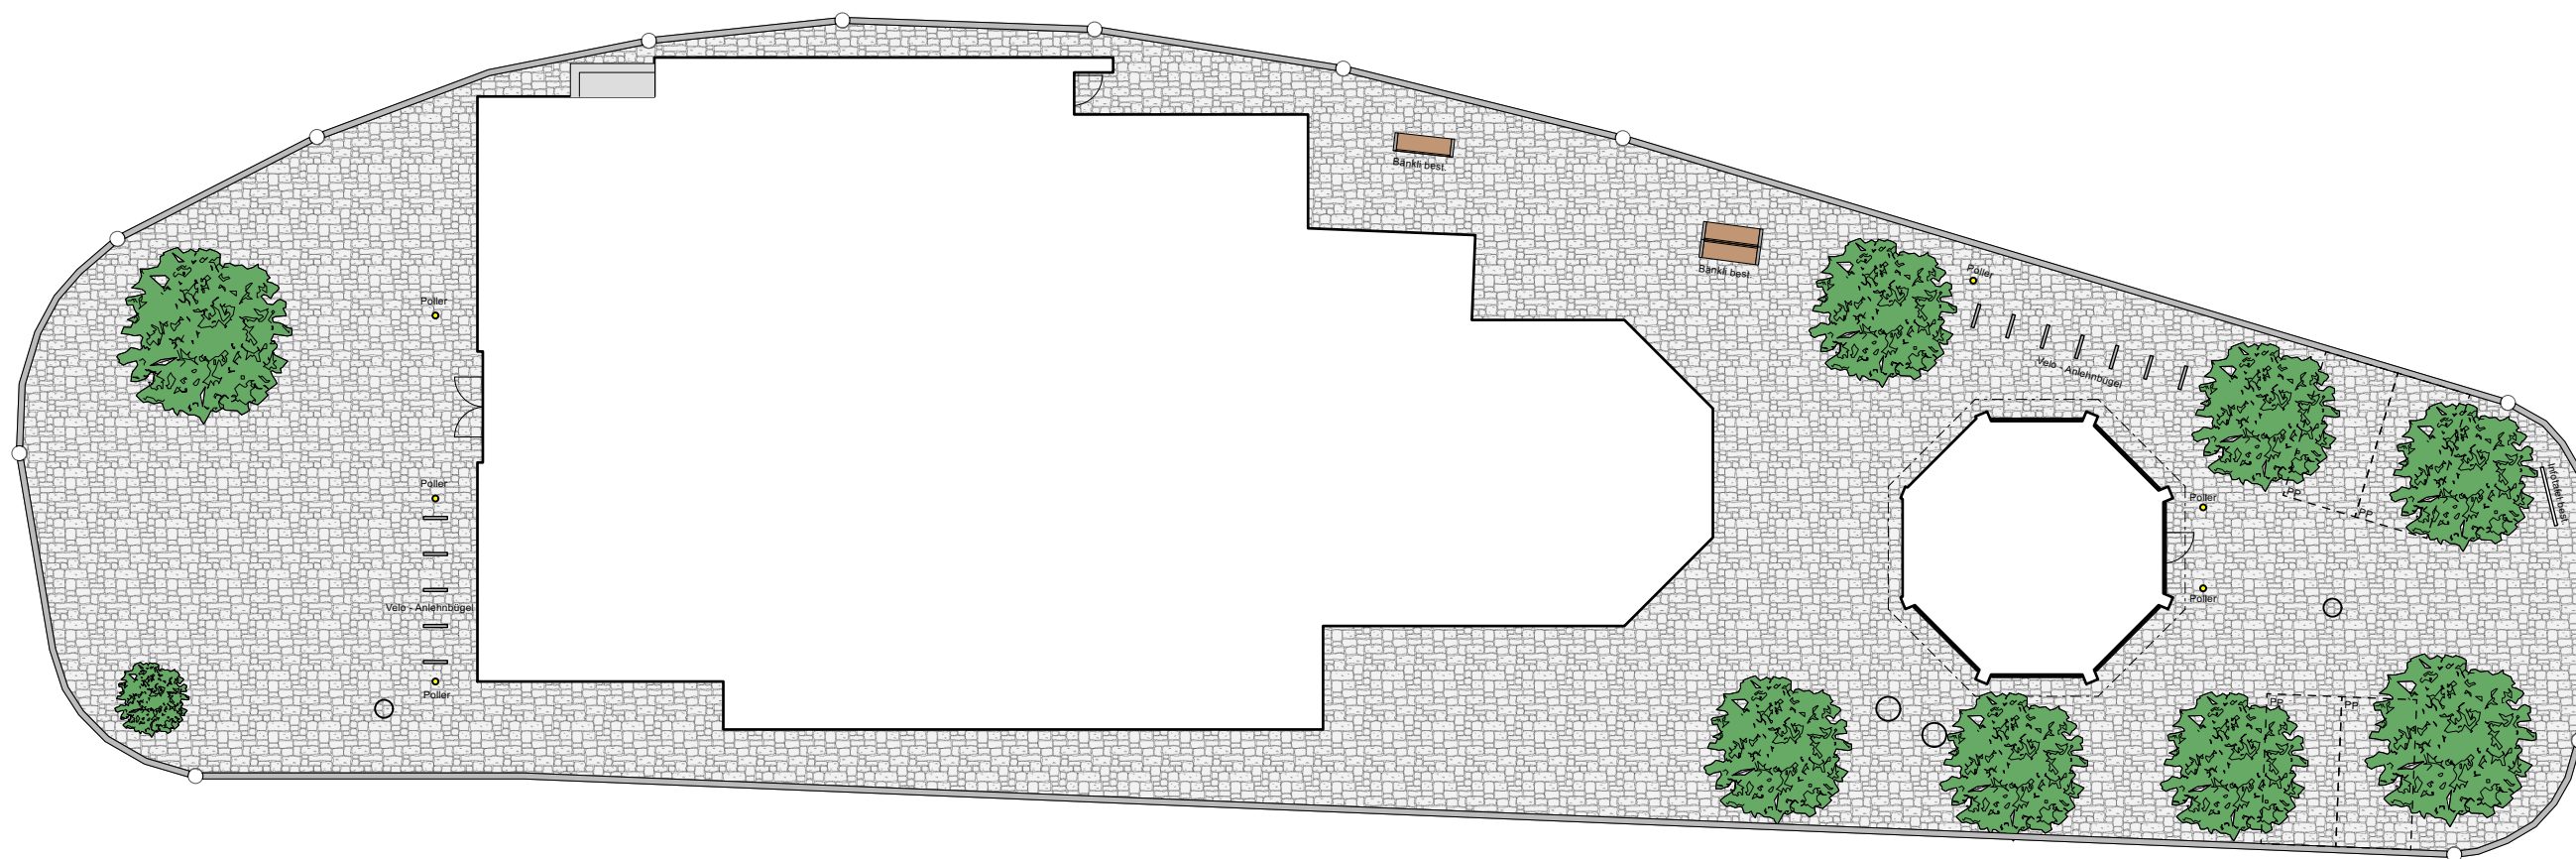 Bänkli best.
Bänkli best.
Poller
Poller
Velo - Anlehnbügel
Infotafel best.
Poller
PP
Poller
PP
Poller
Velo - Anlehnbügel
Poller
PP
PP